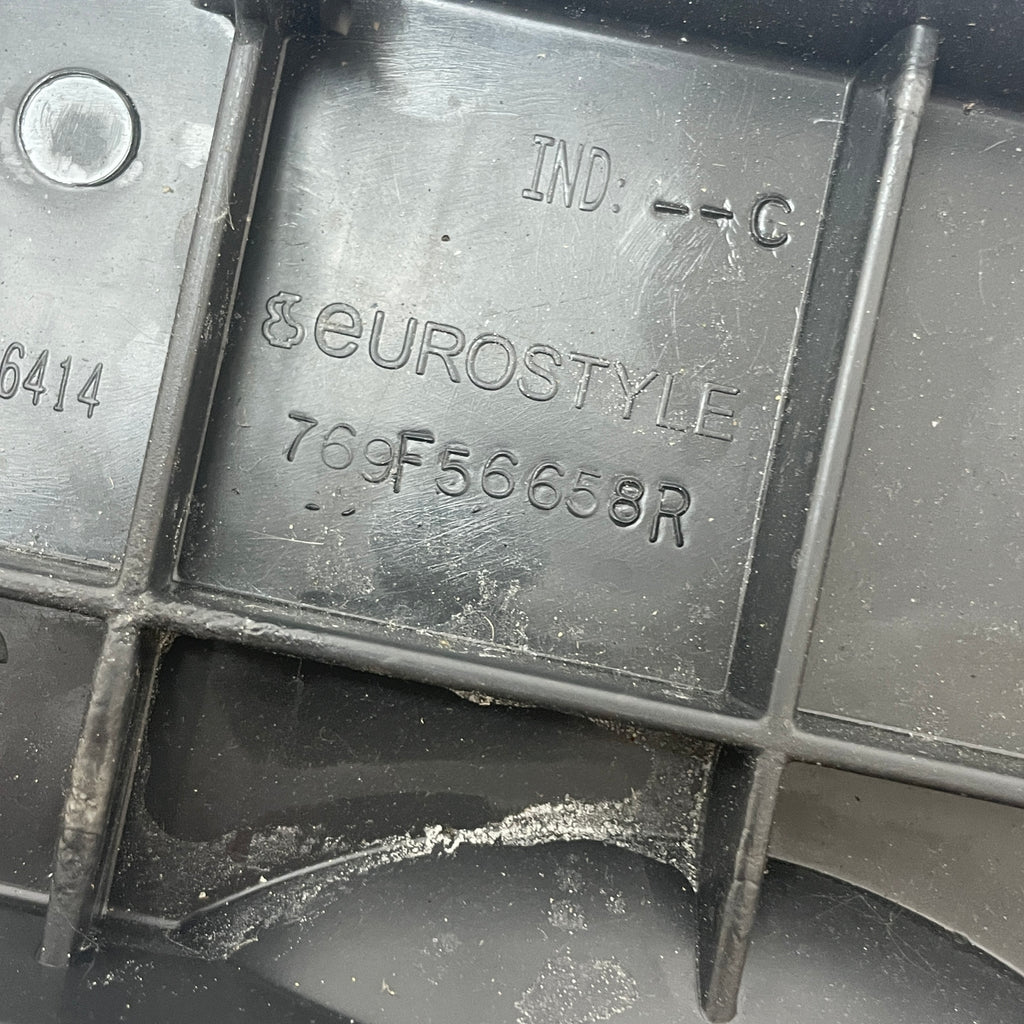 IND: --C
eUROSTYLE
769F56658R
6414